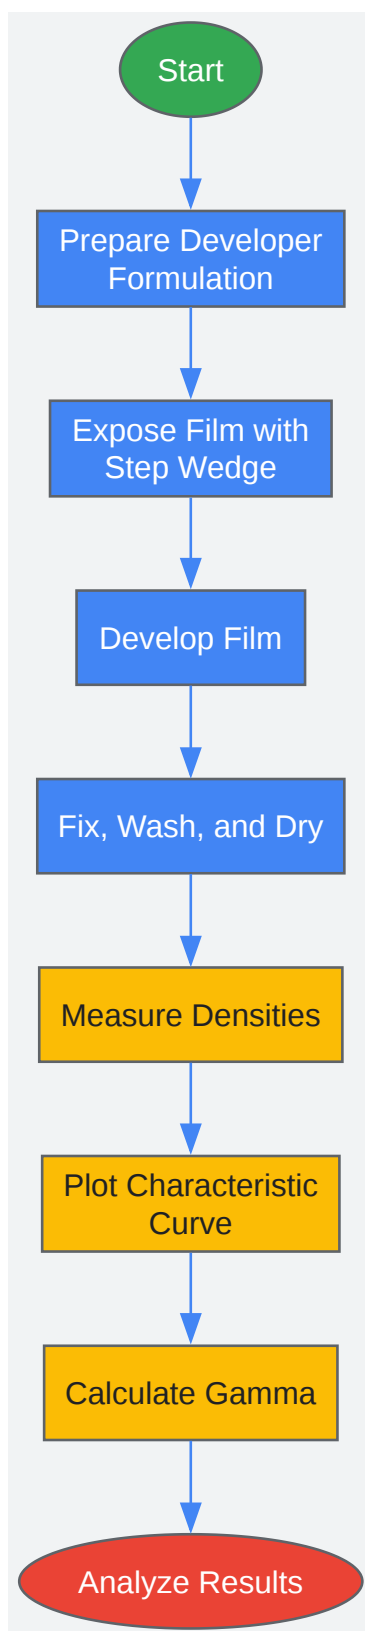 Start
Prepare Developer
Formulation
Expose Film with
Step Wedge
Develop Film
Fix, Wash, and Dry
Measure Densities
Plot Characteristic
Curve
Calculate Gamma
Analyze Results